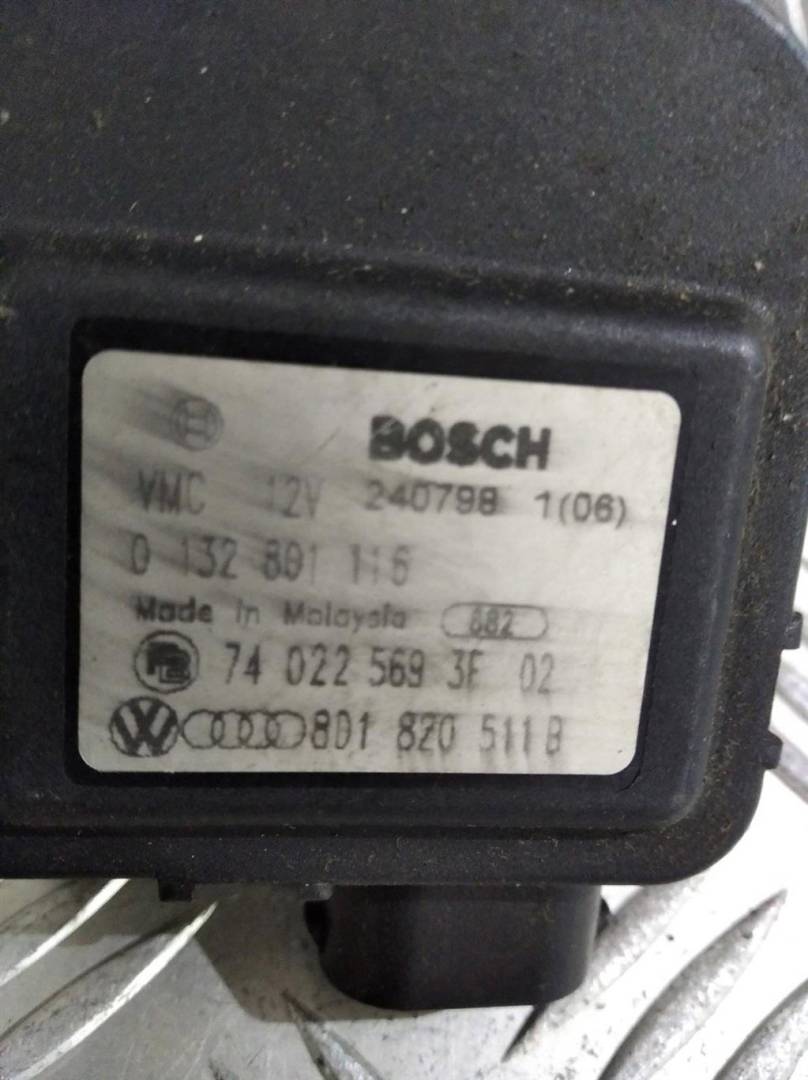 BOSCH
VMC 12V 240798 1(06)
0 132 801 116
Made in Malaysia 882
74 022 569 3F 02
8D1 820 511B